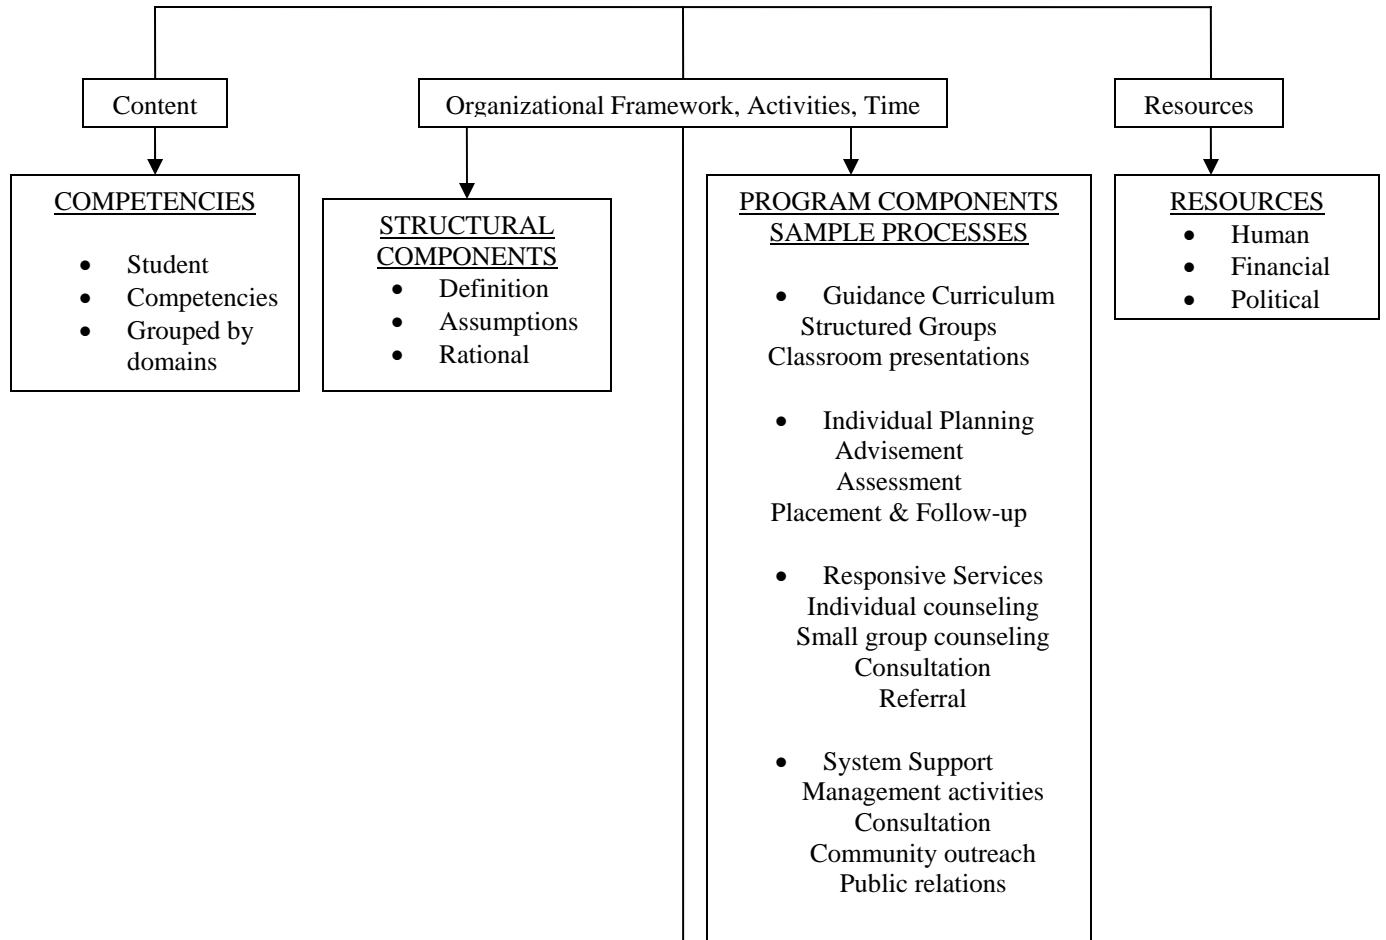 Content
Organizational Framework, Activities, Time
Resources
COMPETENCIES
• Student
• Competencies
• Grouped by
domains
STRUCTURAL
COMPONENTS
• Definition
• Assumptions
• Rational
PROGRAM COMPONENTS
SAMPLE PROCESSES
• Guidance Curriculum
Structured Groups
Classroom presentations
• Individual Planning
Advisement
Assessment
Placement & Follow-up
• Responsive Services
Individual counseling
Small group counseling
Consultation
Referral
• System Support
Management activities
Consultation
Community outreach
Public relations
RESOURCES
• Human
• Financial
• Political